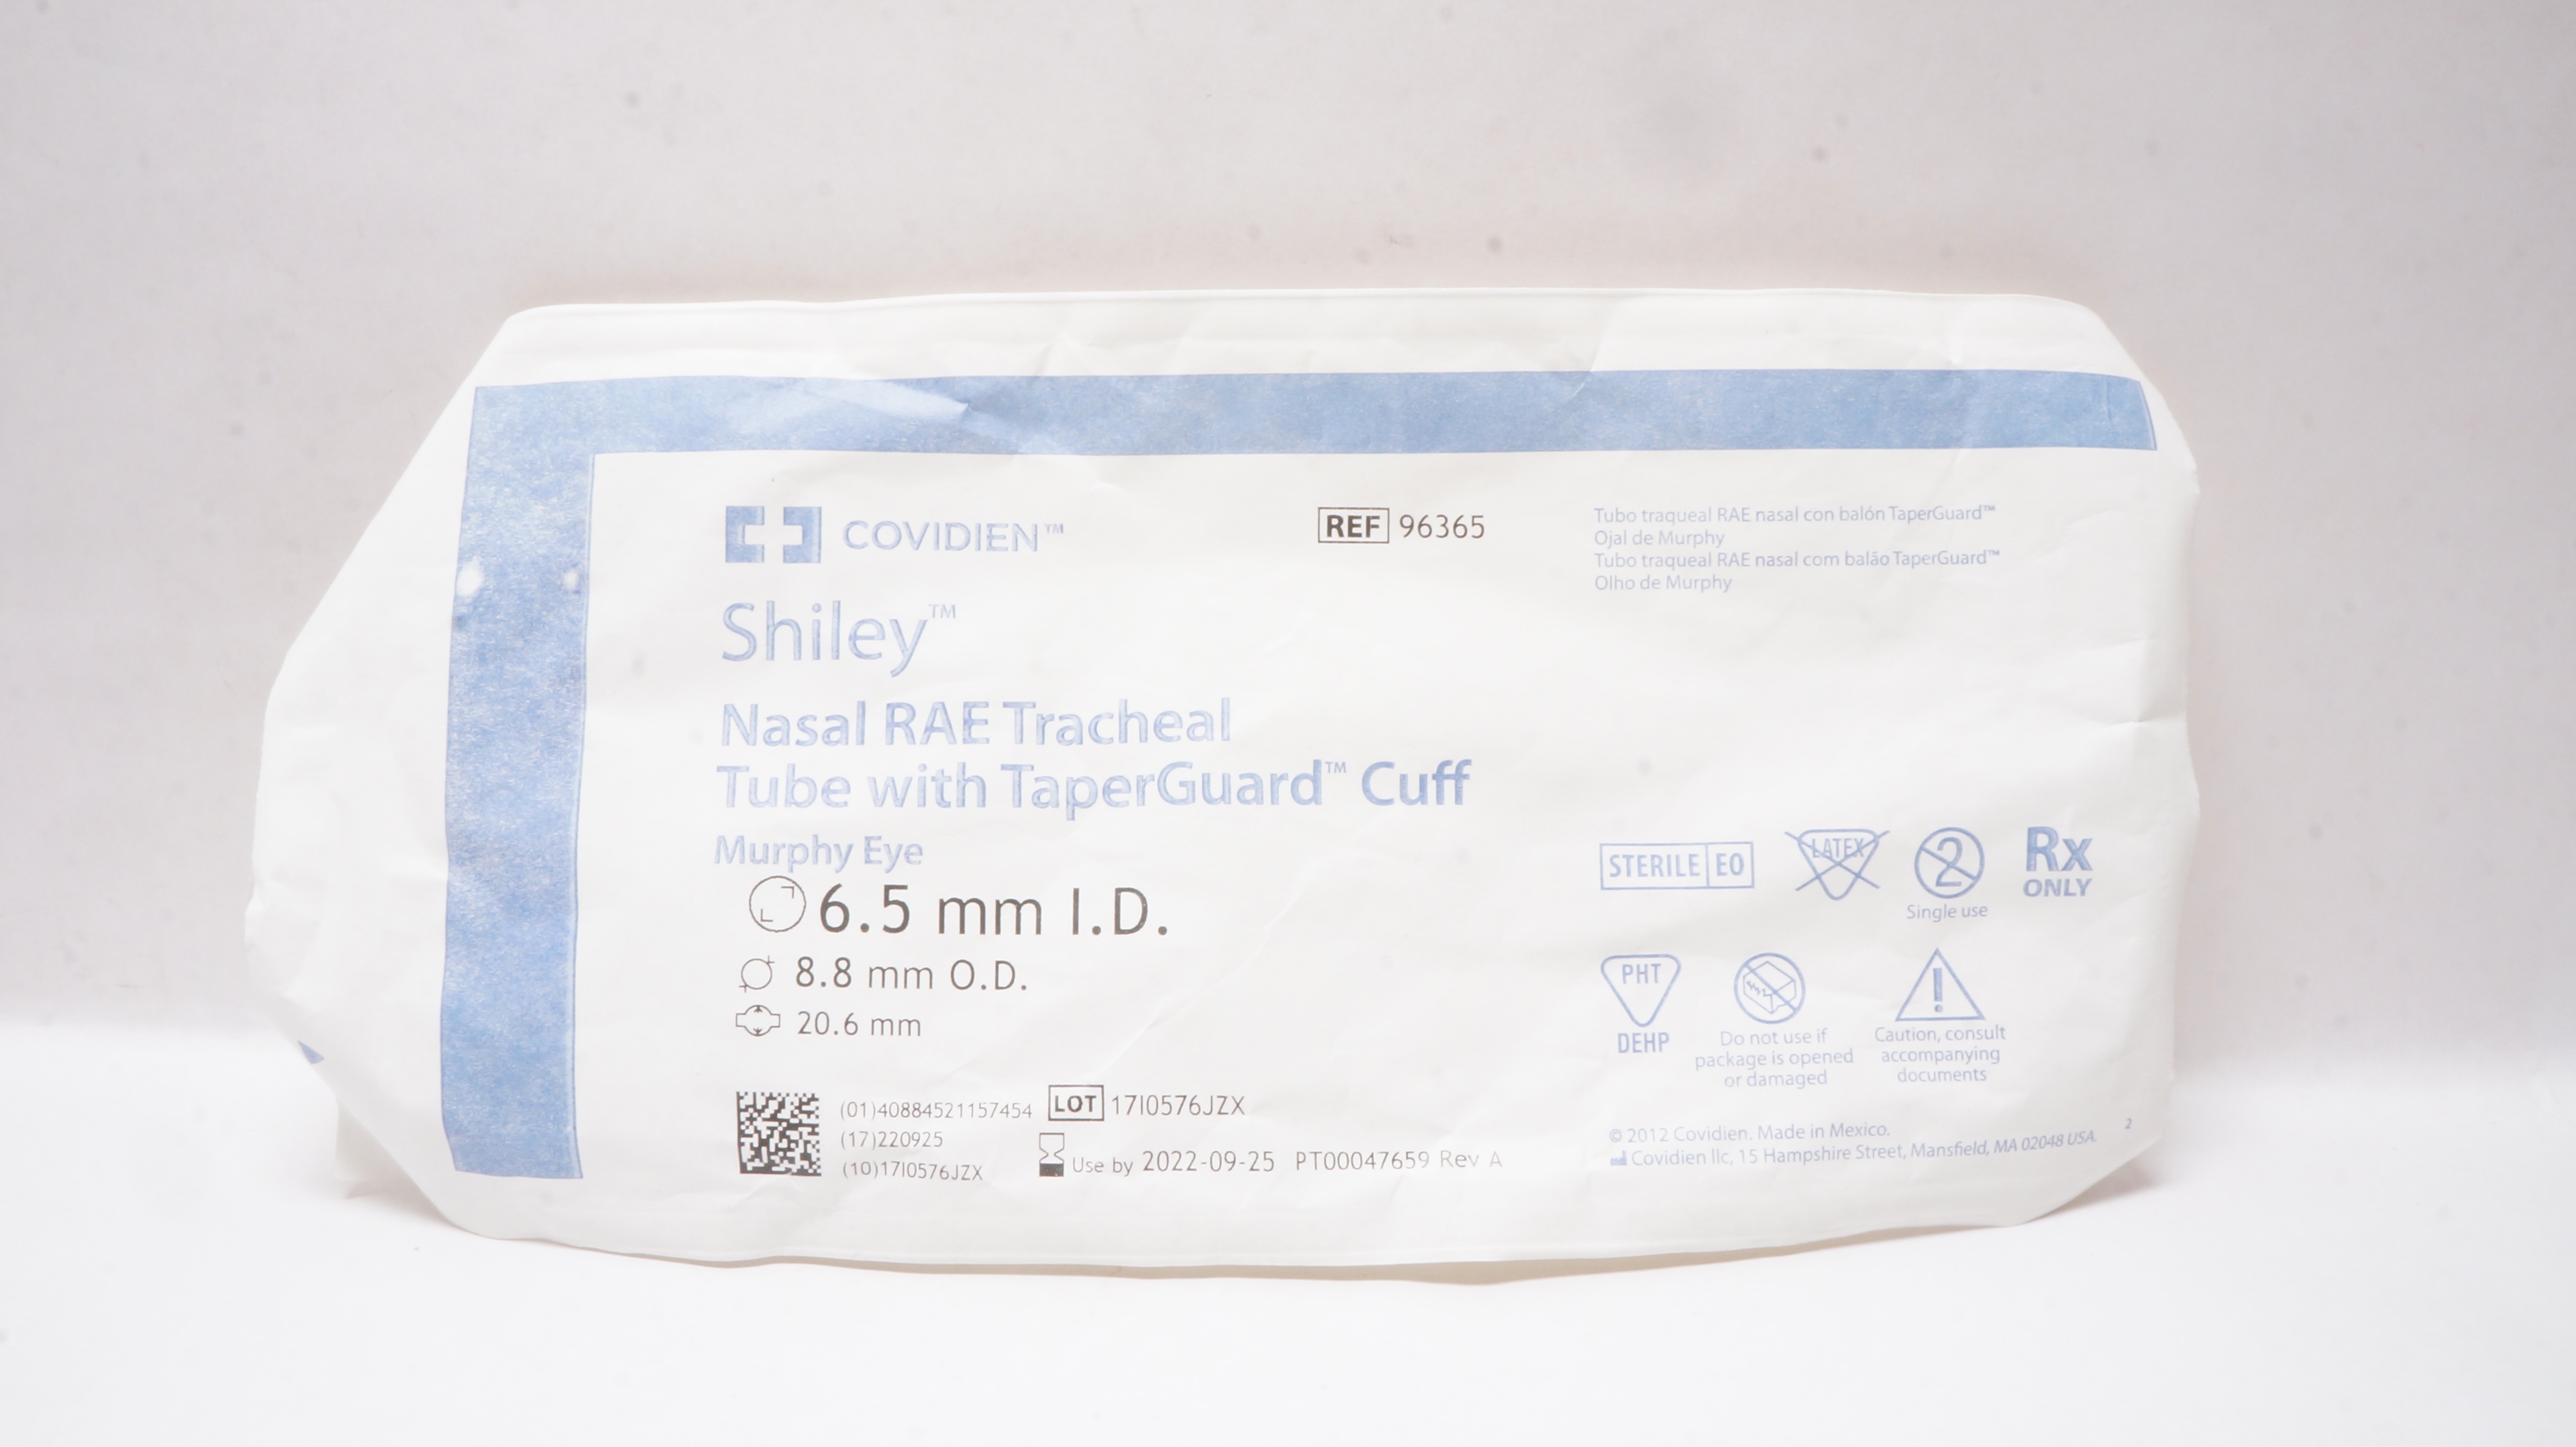 COVIDIEN™
REF 96365
Tubo traqueal RAE nasal con balón TaperGuard™
Ojal de Murphy
Tubo traqueal RAE nasal com balão TaperGuard™
Olho de Murphy
Shiley™
Nasal RAE Tracheal
Tube with TaperGuard™ Cuff
Murphy Eye
6.5 mm I.D.
8.8 mm O.D.
20.6 mm
STERILE EO
LATEX
2
Single use
Rx
ONLY
PHT
DEHP
Do not use if
package is opened
or damaged
!
Caution, consult
accompanying
documents
(01)40884521157454
(17)220925
(10)17I0576JZX
LOT 17I0576JZX
Use by 2022-09-25 PT00047659 Rev A
© 2012 Covidien. Made in Mexico.
Covidien llc, 15 Hampshire Street, Mansfield, MA 02048 USA.
2